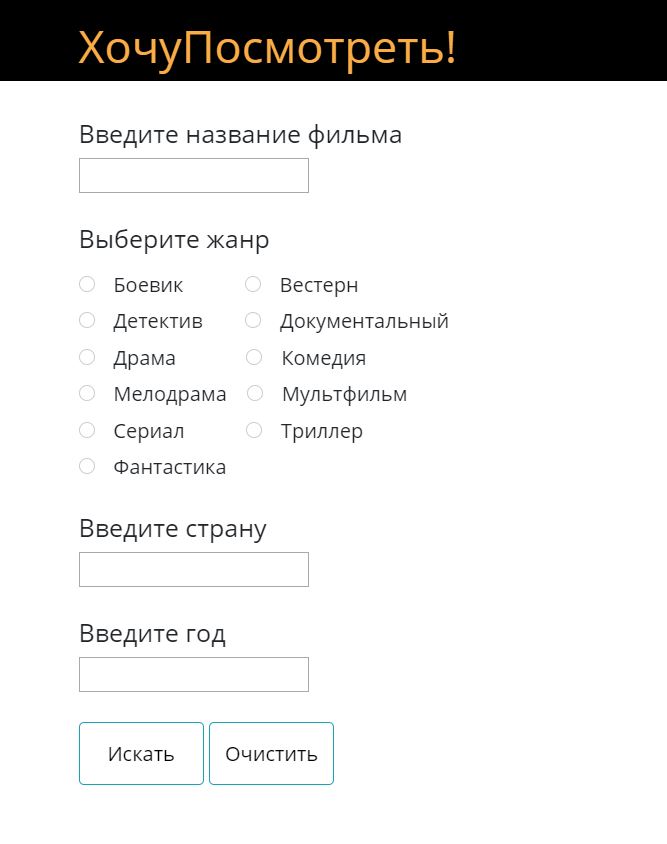 ХочуПосмотреть!
Введите название фильма
Выберите жанр
Боевик Вестерн
Детектив Документальный
Драма Комедия
Мелодрама Мультфильм
Сериал Триллер
Фантастика
Введите страну
Введите год
Искать Очистить